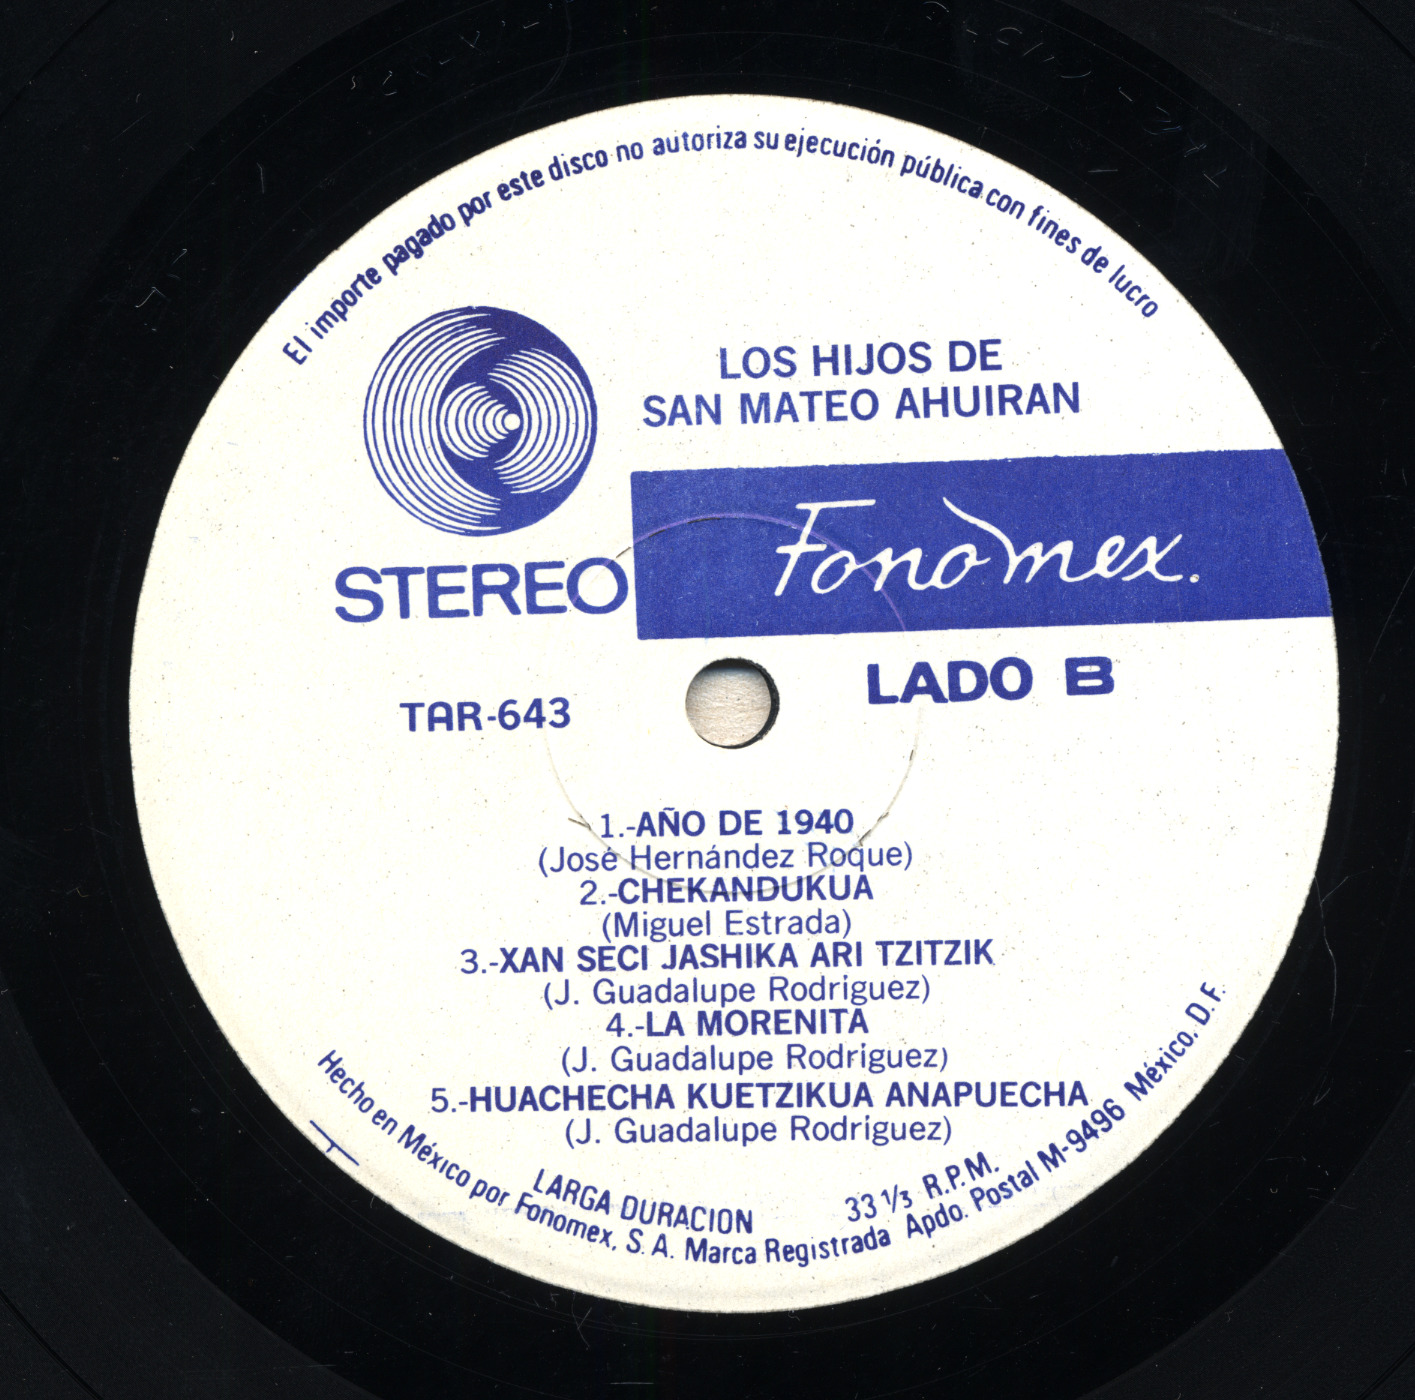 El importe pagado por este disco no autoriza su ejecución pública con fines de lucro
LOS HIJOS DE
SAN MATEO AHUIRAN
Fonomex.
STEREO
LADO B
TAR-643
1.-AÑO DE 1940
(José Hernández Roque)
2.-CHEKANDUKUA
(Miguel Estrada)
3.-XAN SECI JASHIKA ARI TZITZIK
(J. Guadalupe Rodriguez)
4.-LA MORENITA
(J. Guadalupe Rodriguez)
5.-HUACHECHA KUETZIKUA ANAPUECHA
(J. Guadalupe Rodriguez)
LARGA DURACION 33 1/3 R.P.M.
Hecho en México por Fonomex, S. A. Marca Registrada Apdo. Postal M-9496 México, D. F.